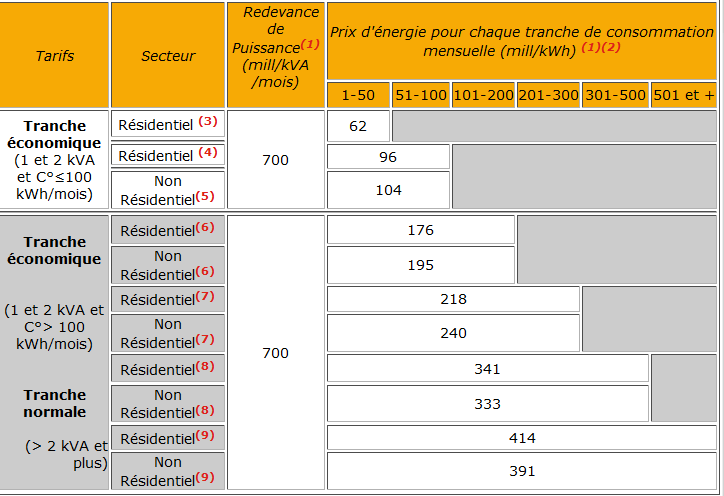 Tarifs
Secteur
Redevance
de
Puissance(1)
(mill/kVA
/mois)
Prix d'énergie pour chaque tranche de consommation
mensuelle (mill/kWh) (1)(2)
1-50 51-100 101-200 201-300 301-500 501 et +
Tranche
économique
(1 et 2 kVA
et C°≤100
kWh/mois)
Résidentiel (3)
700
62
Résidentiel (4)
96
Non
Résidentiel(5)
104
Tranche
économique
(1 et 2 kVA et
C°> 100
kWh/mois)
Tranche
normale
(> 2 kVA et
plus)
Résidentiel(6)
700
176
Non
Résidentiel(6)
195
Résidentiel(7)
218
Non
Résidentiel(7)
240
Résidentiel(8)
341
Non
Résidentiel(8)
333
Résidentiel(9)
414
Non
Résidentiel(9)
391